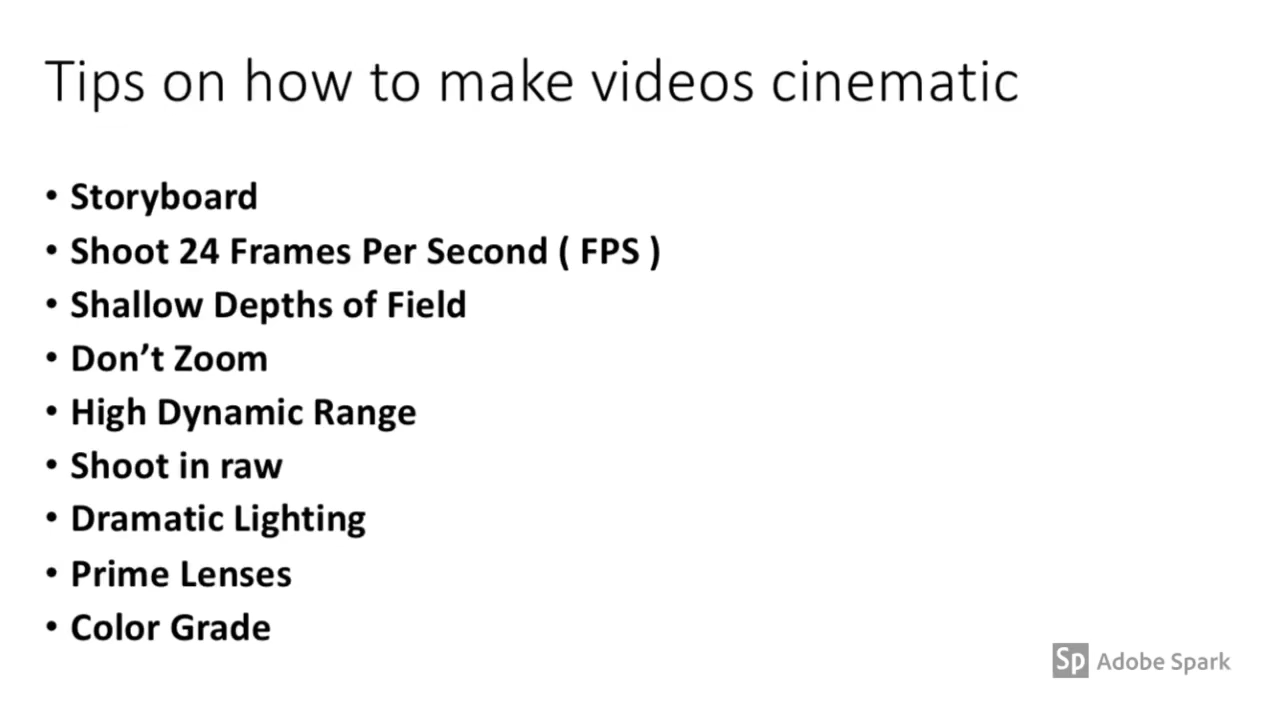 Tips on how to make videos cinematic
• Storyboard
• Shoot 24 Frames Per Second ( FPS )
• Shallow Depths of Field
• Don’t Zoom
• High Dynamic Range
• Shoot in raw
• Dramatic Lighting
• Prime Lenses
• Color Grade
Sp Adobe Spark